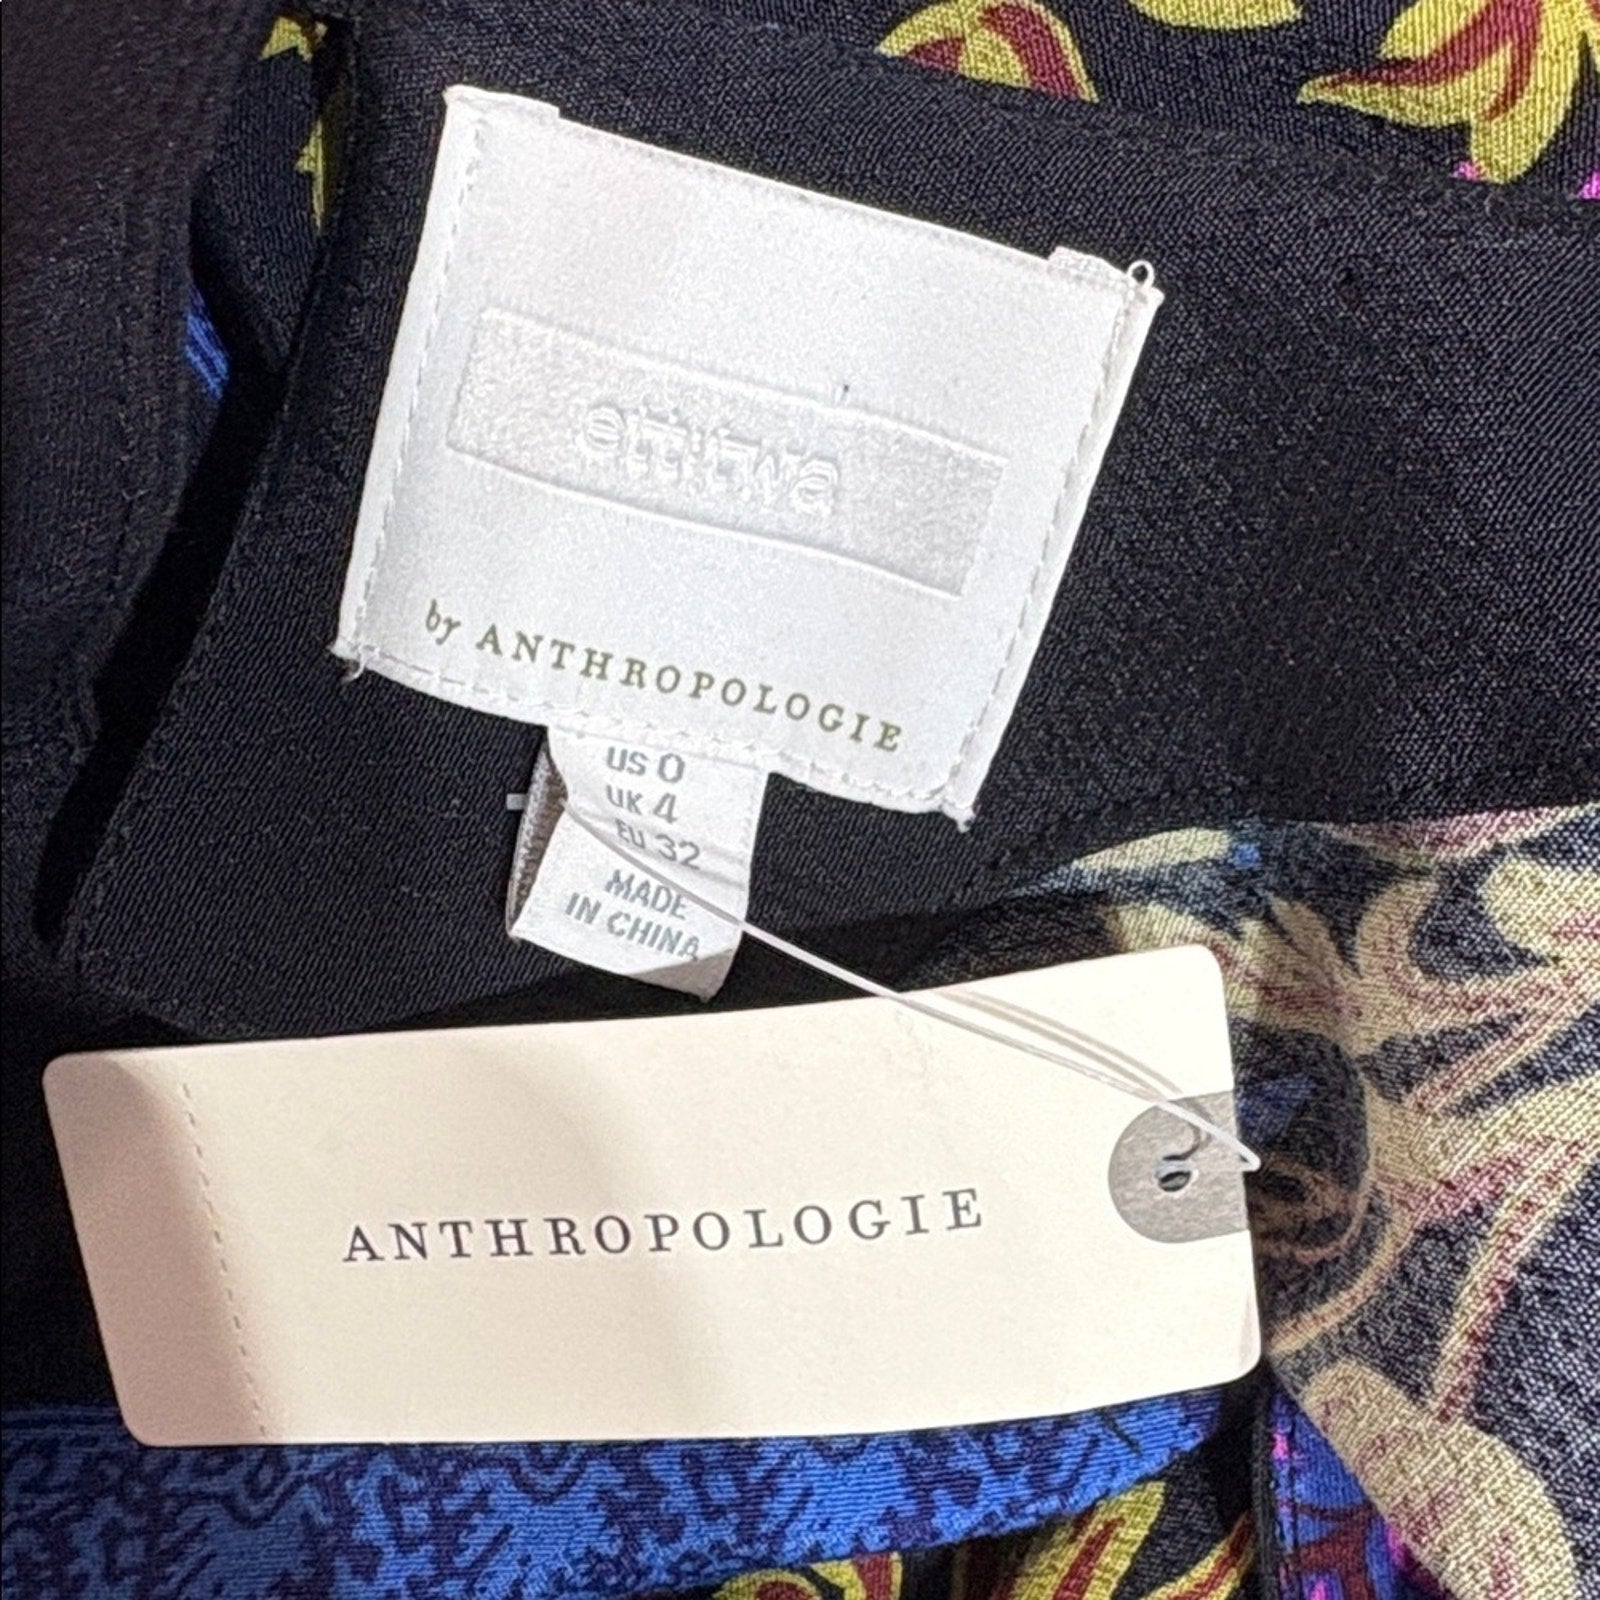 by ANTHROPOLOGIE
US 0
UK 4
EU 32
MADE
IN CHINA
ANTHROPOLOGIE